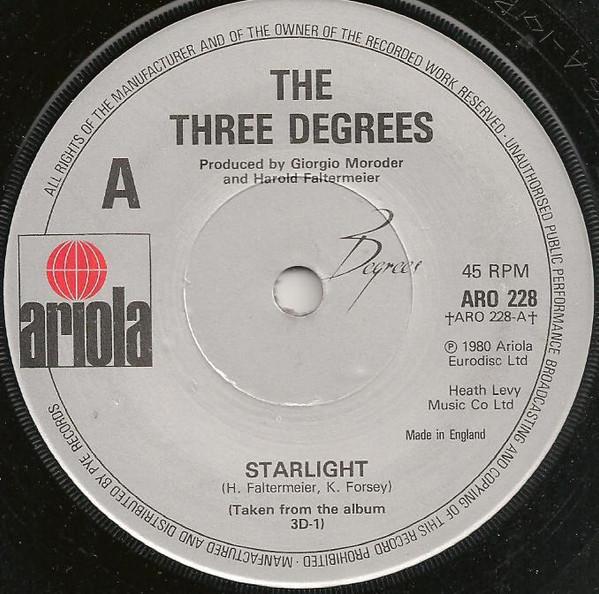 ALL RIGHTS OF THE MANUFACTURER AND OF THE OWNER OF THE RECORDED WORK RESERVED · UNAUTHORISED PUBLIC PERFORMANCE BROADCASTING AND COPYING OF THIS RECORD PROHIBITED · MANFACTURED AND DISTRIBUTED BY PYE RECORDS
THE
THREE DEGREES
Produced by Giorgio Moroder
and Harold Faltermeier
A
3 Degrees
ariola
45 RPM
ARO 228
†ARO 228-A†
℗ 1980 Ariola
Eurodisc Ltd
Heath Levy
Music Co Ltd
Made in England
STARLIGHT
(H. Faltermeier, K. Forsey)
(Taken from the album
3D-1)